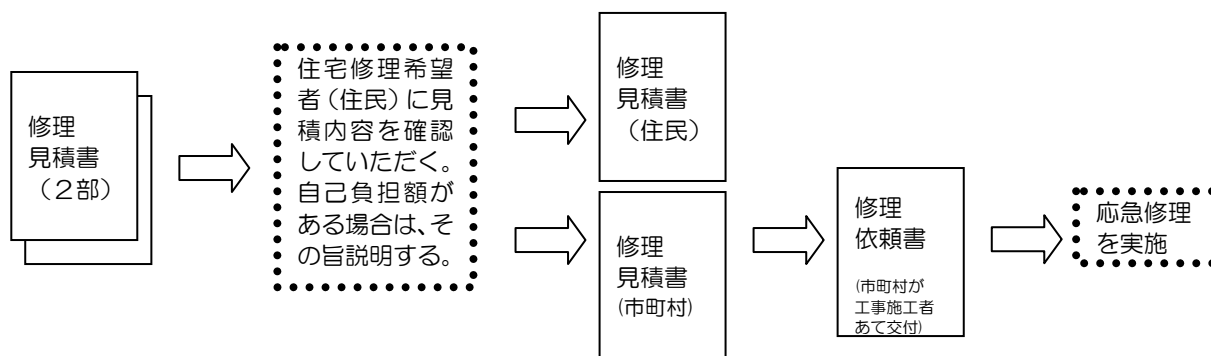 修理
見積書
（２部）
住宅修理希望
者（住民）に見
積内容を確認
していただく。
自己負担額が
ある場合は、そ
の旨説明する。
修理
見積書
（住民）
修理
見積書
(市町村)
修理
依頼書
(市町村が
工事施工者
あて交付)
応急修理
を実施